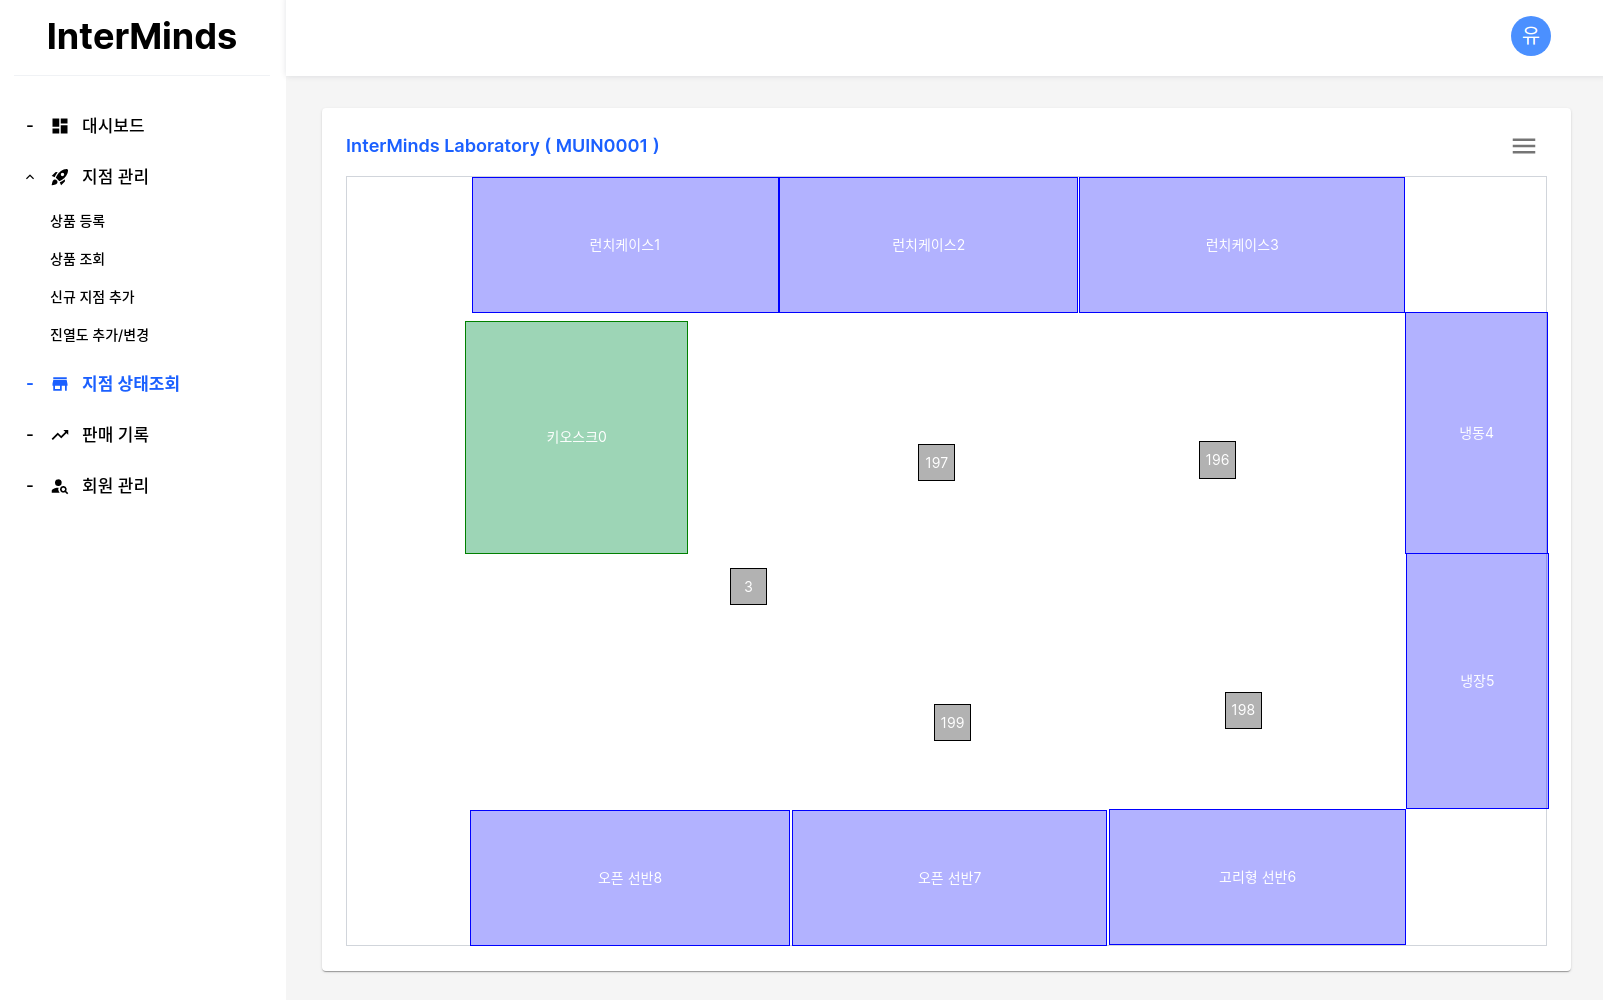 InterMinds
유
- 대시보드
지점 관리
상품 등록
상품 조회
신규 지점 추가
진열도 추가/변경
- 지점 상태조회
- 판매 기록
- 회원 관리
InterMinds Laboratory ( MUIN0001 )
런치케이스1
런치케이스2
런치케이스3
키오스크0
냉동4
197
196
3
냉장5
199
198
오픈 선반8
오픈 선반7
고리형 선반6